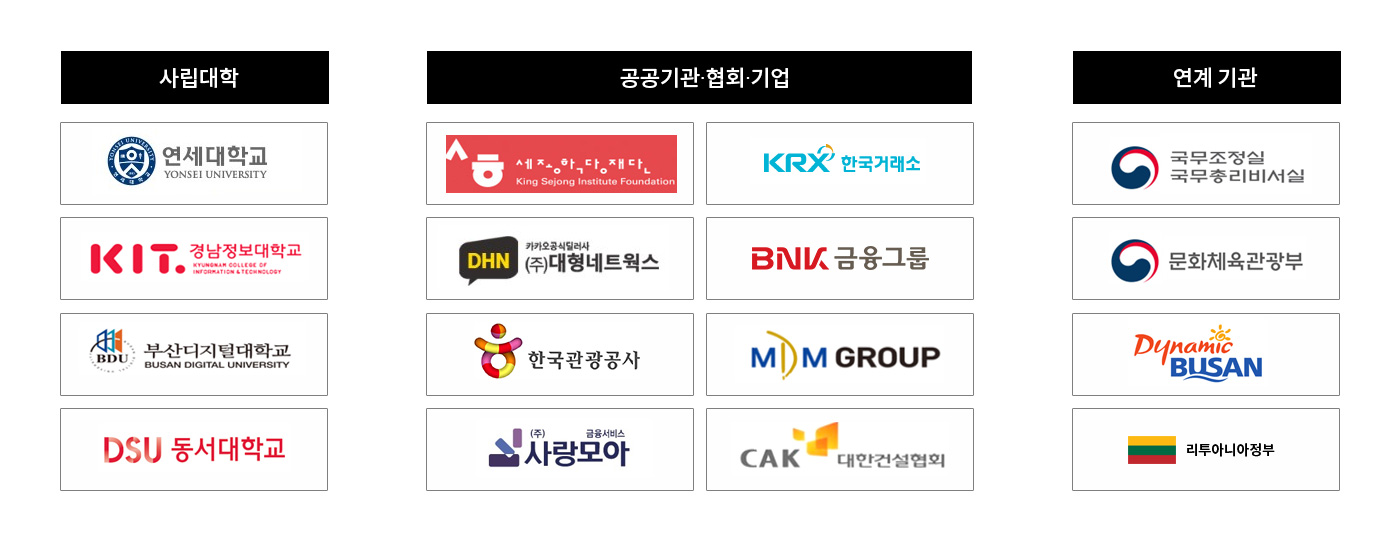 사립대학
연세대학교
YONSEI UNIVERSITY
YONSEI UNIVERSITY
연세대학교
KIT.
경남정보대학교
KYUNGNAM COLLEGE OF
INFORMATION & TECHNOLOGY
BDU
부산디지털대학교
BUSAN DIGITAL UNIVERSITY
DSU 동서대학교
공공기관·협회·기업
세종학당재단
King Sejong Institute Foundation
KRX 한국거래소
DHN
카카오공식딜러사
(주)대형네트웍스
BNK 금융그룹
한국관광공사
MDM GROUP
(주) 금융서비스
사랑모아
CAK 대한건설협회
연계 기관
국무조정실
국무총리비서실
문화체육관광부
Dynamic
BUSAN
리투아니아정부